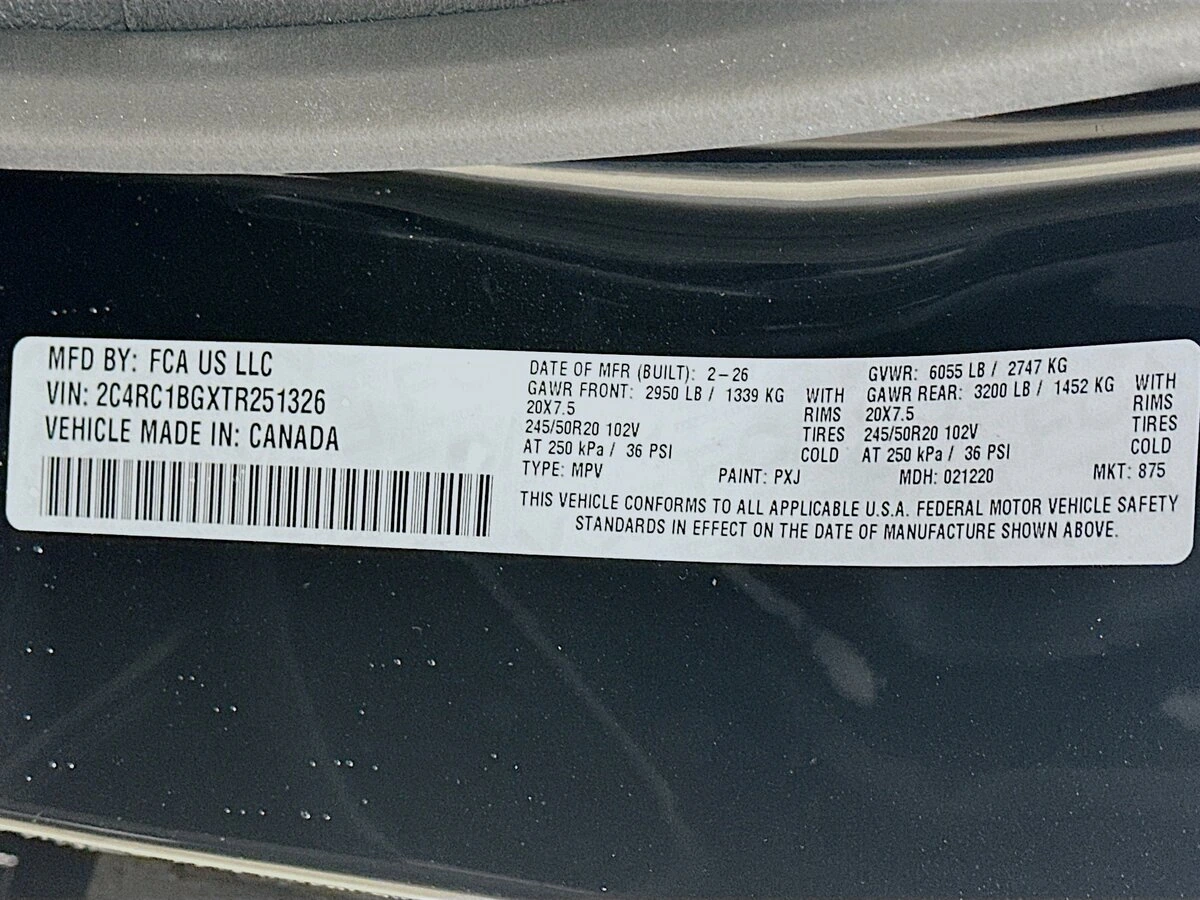 MFD BY: FCA US LLC
VIN: 2C4RC1BGXTR251326
VEHICLE MADE IN: CANADA
DATE OF MFR (BUILT): 2-26 GVWR: 6055 LB / 2747 KG
GAWR FRONT: 2950 LB / 1339 KG WITH GAWR REAR: 3200 LB / 1452 KG WITH
20X7.5 RIMS 20X7.5 RIMS
245/50R20 102V TIRES 245/50R20 102V TIRES
AT 250 kPa / 36 PSI COLD AT 250 kPa / 36 PSI COLD
TYPE: MPV PAINT: PXJ MDH: 021220 MKT: 875
THIS VEHICLE CONFORMS TO ALL APPLICABLE U.S.A. FEDERAL MOTOR VEHICLE SAFETY
STANDARDS IN EFFECT ON THE DATE OF MANUFACTURE SHOWN ABOVE.